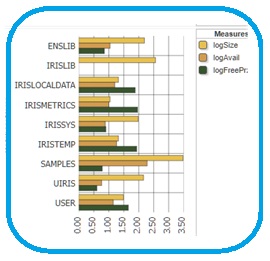 Measures
logSize
logAvail
logFreePr:
ENSLIB
IRISLIB
IRISLOCALDATA
IRISMETRICS
IRISSYS
IRISTEMP
SAMPLES
UIRIS
USER
0.00
0.50
1.00
1.50
2.00
2.50
3.00
3.50